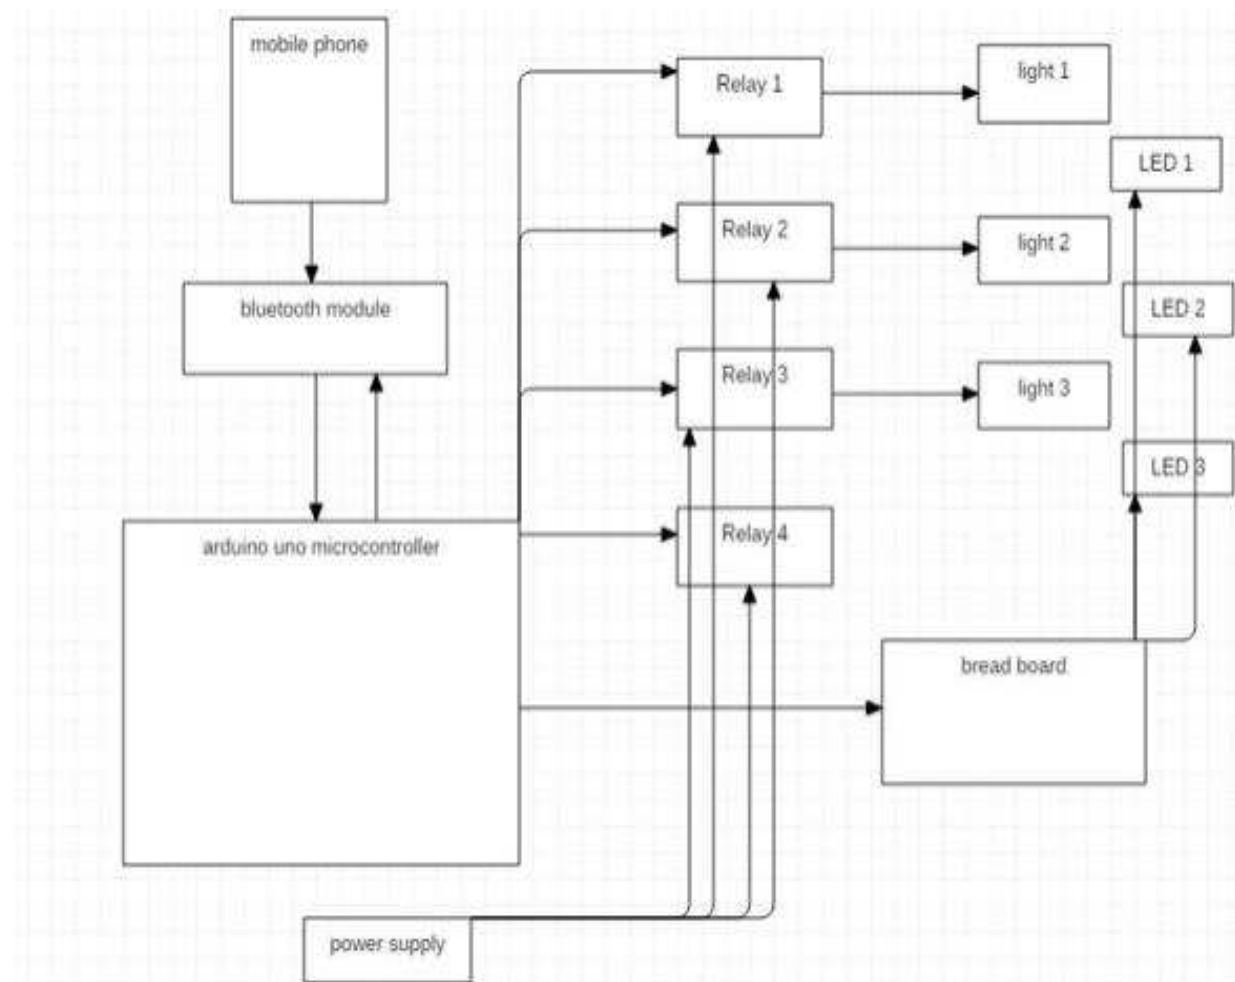 mobile phone
Relay 1
light 1
LED 1
Relay 2
light 2
bluetooth module
LED 2
Relay 3
light 3
LED 3
arduino uno microcontroller
Relay 4
bread board
power supply